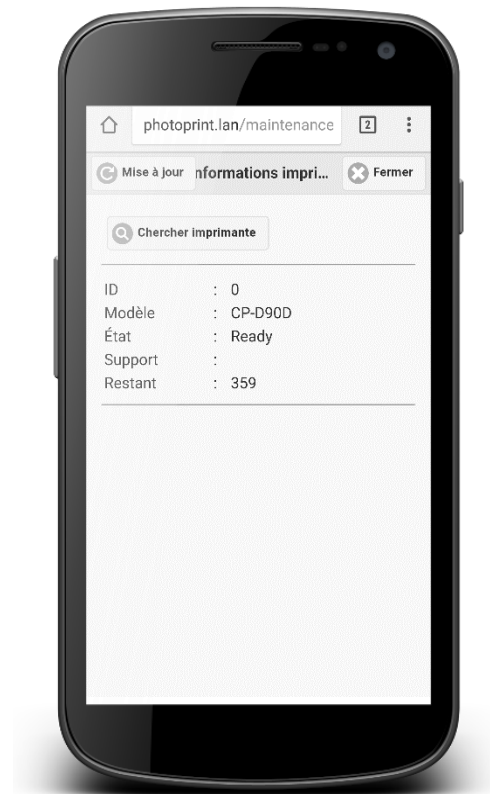 photoprint.lan/maintenance 2
Mise à jour nformations impri... Fermer
Chercher imprimante
ID : 0
Modèle : CP-D90D
État : Ready
Support :
Restant : 359